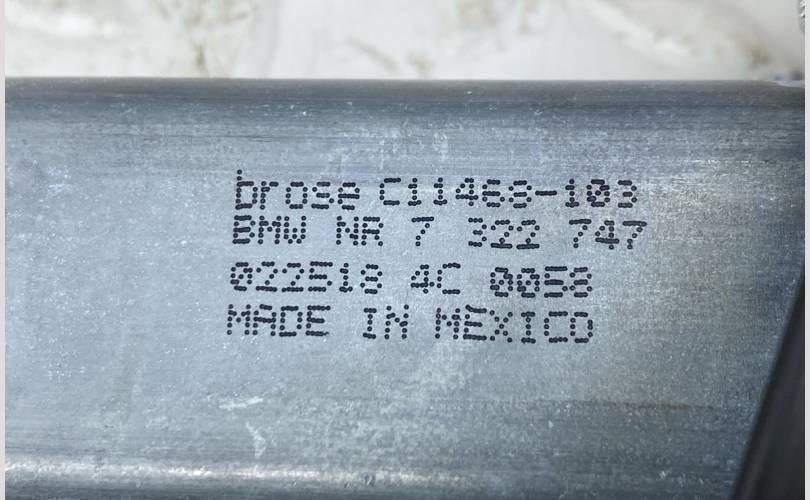 brose C11468-103
BMW NR 7 322 747
022518 4C 0058
MADE IN MEXICO